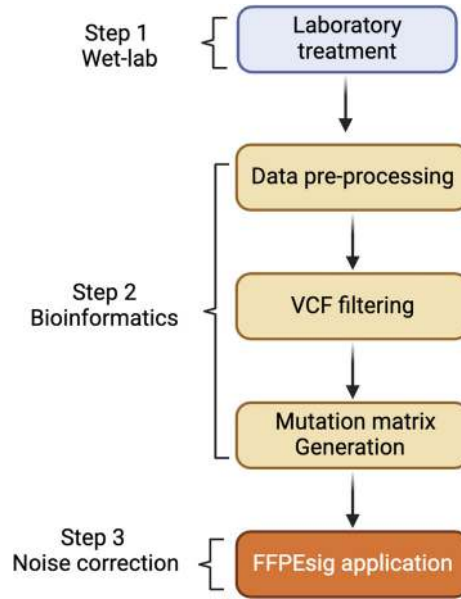 Step 1
Wet-lab
Laboratory
treatment
Step 2
Bioinformatics
Data pre-processing
VCF filtering
Mutation matrix
Generation
Step 3
Noise correction
FFPEsig application